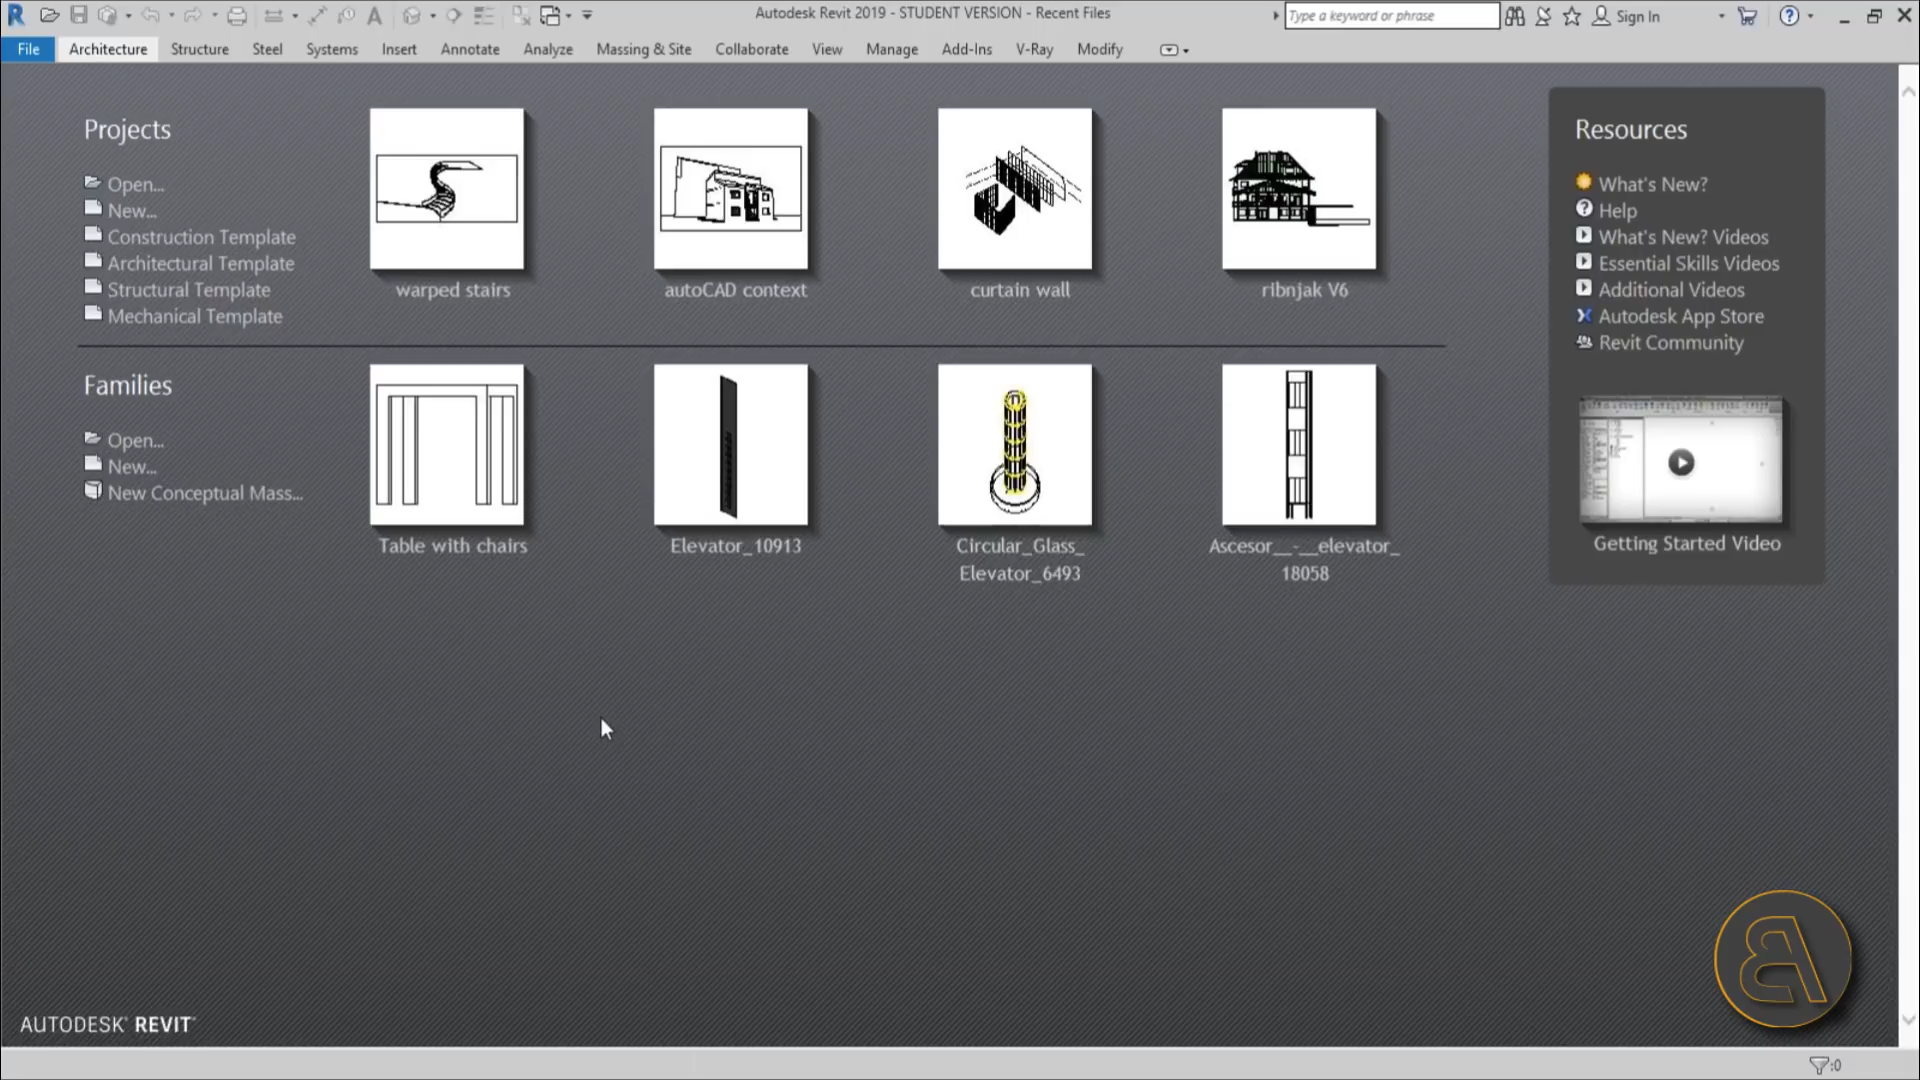 Autodesk Revit 2019 - STUDENT VERSION - Recent Files
Type a keyword or phrase
Sign In
File
Architecture
Structure
Steel
Systems
Insert
Annotate
Analyze
Massing & Site
Collaborate
View
Manage
Add-Ins
V-Ray
Modify
Projects
Open...
New...
Construction Template
Architectural Template
Structural Template
Mechanical Template
warped stairs
autoCAD context
curtain wall
ribnjak V6
Families
Open...
New...
New Conceptual Mass...
Table with chairs
Elevator_10913
Circular_Glass_
Elevator_6493
Ascesor__-__elevator_
18058
Resources
What's New?
Help
What's New? Videos
Essential Skills Videos
Additional Videos
Autodesk App Store
Revit Community
Getting Started Video
AUTODESK® REVIT®
:0